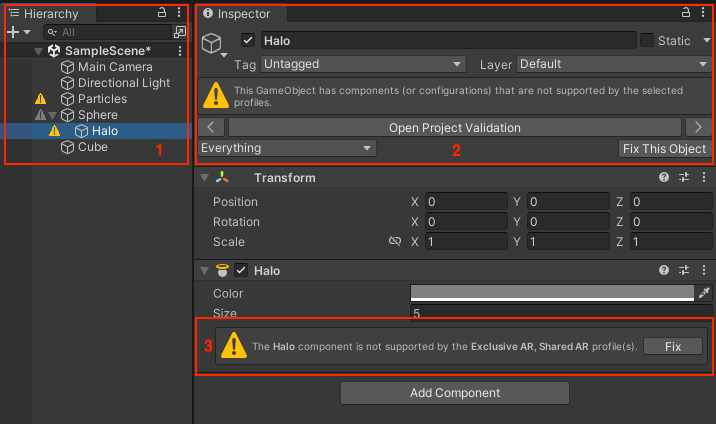 Hierarchy
All
SampleScene*
Main Camera
Directional Light
Particles
Sphere
Halo
Cube
1
Inspector
Halo
Static
Tag Untagged Layer Default
This GameObject has components (or configurations) that are not supported by the selected
profiles.
Open Project Validation
Everything
2
Fix This Object
Transform
Position X 0 Y 0 Z 0
Rotation X 0 Y 0 Z 0
Scale X 1 Y 1 Z 1
Halo
Color
Size 5
3
The Halo component is not supported by the Exclusive AR, Shared AR profile(s).
Fix
Add Component